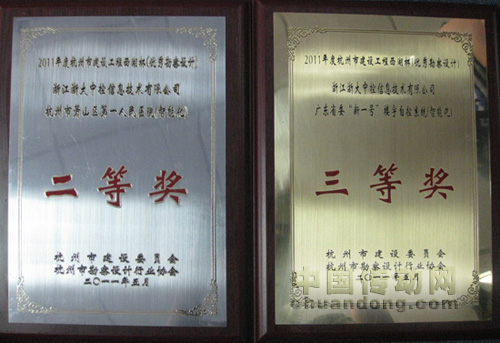 2011年度杭州市建设工程西湖杯(优秀勘察设计)
浙江浙大中控信息技术有限公司
杭州市萧山区第一人民医院(智能化)
二等奖
杭州市建设委员会
杭州市勘察设计行业协会
二〇一一年五月
2011年度杭州市建设工程西湖杯(优秀勘察设计)
浙江浙大中控信息技术有限公司
广东省委“新一号”楼宇自控系统(智能化)
三等奖
杭州市建设委员会
杭州市勘察设计行业协会
二〇一一年五月
中国传动网
chuandong.com